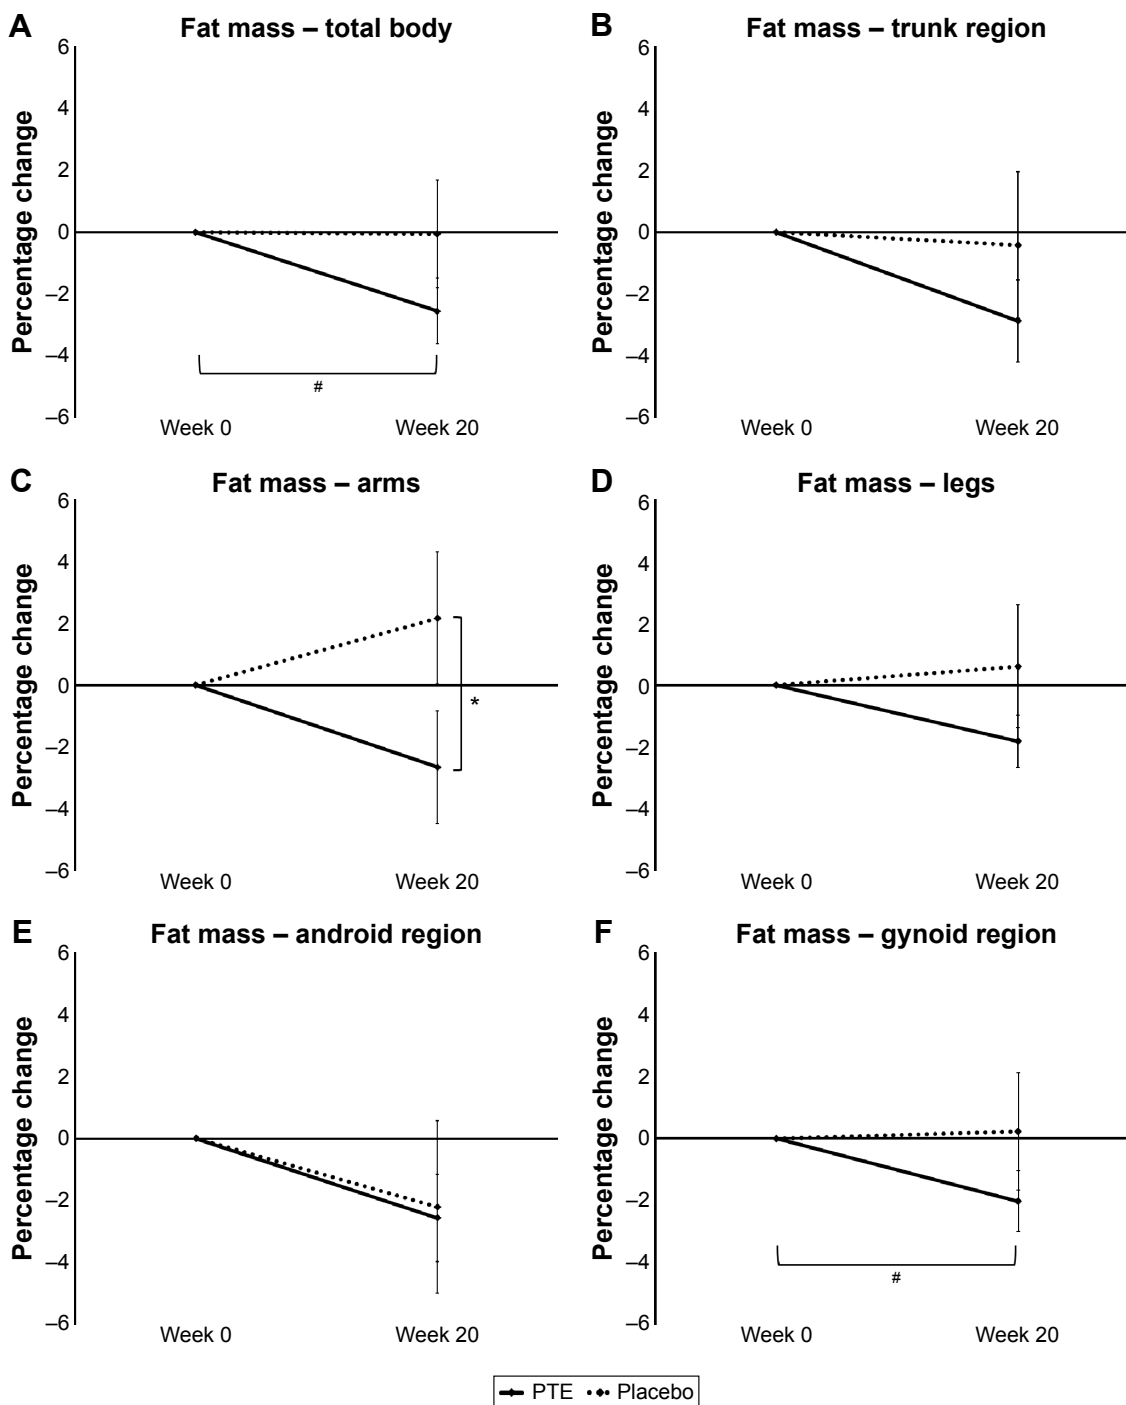 A Fat mass – total body
Percentage change
6
4
2
0
–2
–4
–6
#
Week 0 Week 20
B Fat mass – trunk region
Percentage change
6
4
2
0
–2
–4
–6
Week 0 Week 20
C Fat mass – arms
Percentage change
6
4
2
0
–2
–4
–6
*
Week 0 Week 20
D Fat mass – legs
Percentage change
6
4
2
0
–2
–4
–6
Week 0 Week 20
E Fat mass – android region
Percentage change
6
4
2
0
–2
–4
–6
Week 0 Week 20
F Fat mass – gynoid region
Percentage change
6
4
2
0
–2
–4
–6
#
Week 0 Week 20
PTE Placebo